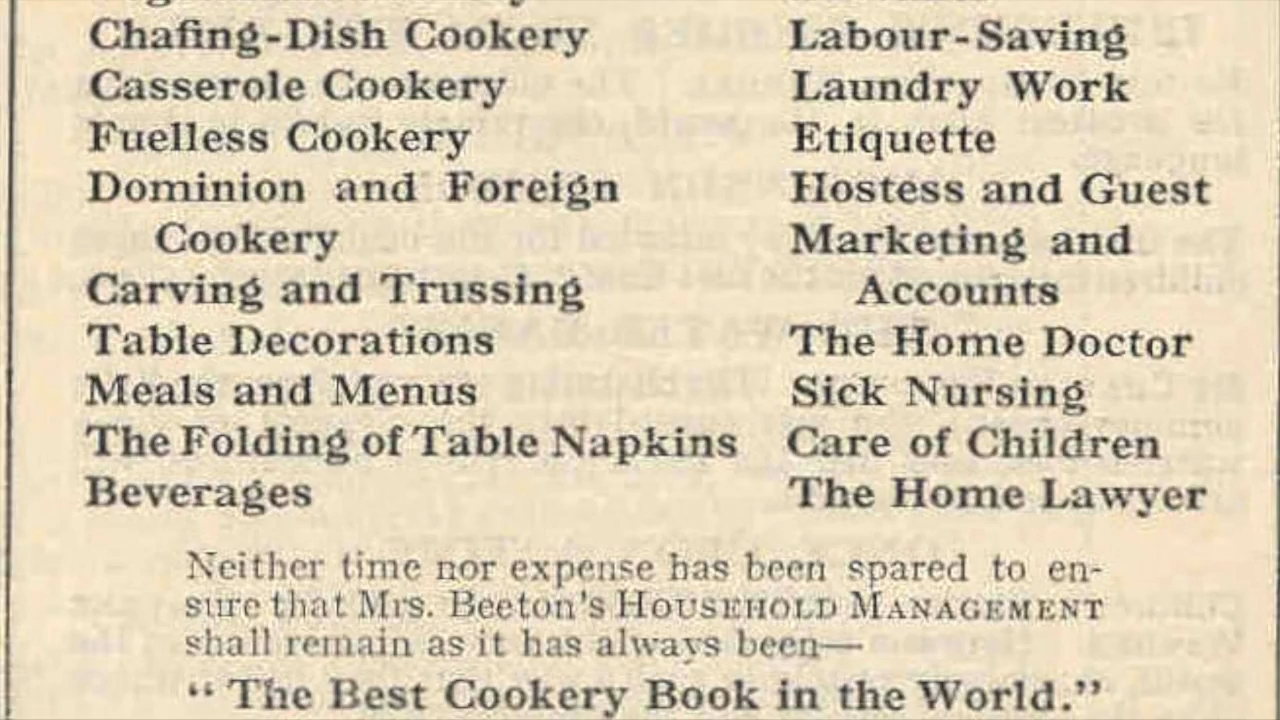 Chafing-Dish Cookery
Casserole Cookery
Fuelless Cookery
Dominion and Foreign
Cookery
Carving and Trussing
Table Decorations
Meals and Menus
The Folding of Table Napkins
Beverages
Labour-Saving
Laundry Work
Etiquette
Hostess and Guest
Marketing and
Accounts
The Home Doctor
Sick Nursing
Care of Children
The Home Lawyer
Neither time nor expense has been spared to en-
sure that Mrs. Beeton's HOUSEHOLD MANAGEMENT
shall remain as it has always been—
"The Best Cookery Book in the World."